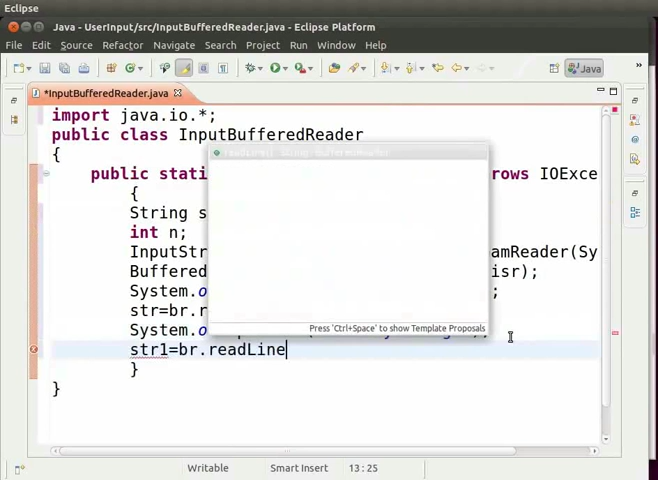 Eclipse
Java - UserInput/src/InputBufferedReader.java - Eclipse Platform
File Edit Source Refactor Navigate Search Project Run Window Help
Java
*InputBufferedReader.java
import java.io.*;
public class InputBufferedReader
{
public stati rows IOExce
{
String s
int n;
InputStr amReader(Sy
Buffered isr);
System.o ;
str=br.r
System.o
Press 'Ctrl+Space' to show Template Proposals
str1=br.readLine
}
}
Writable Smart Insert 13 : 25